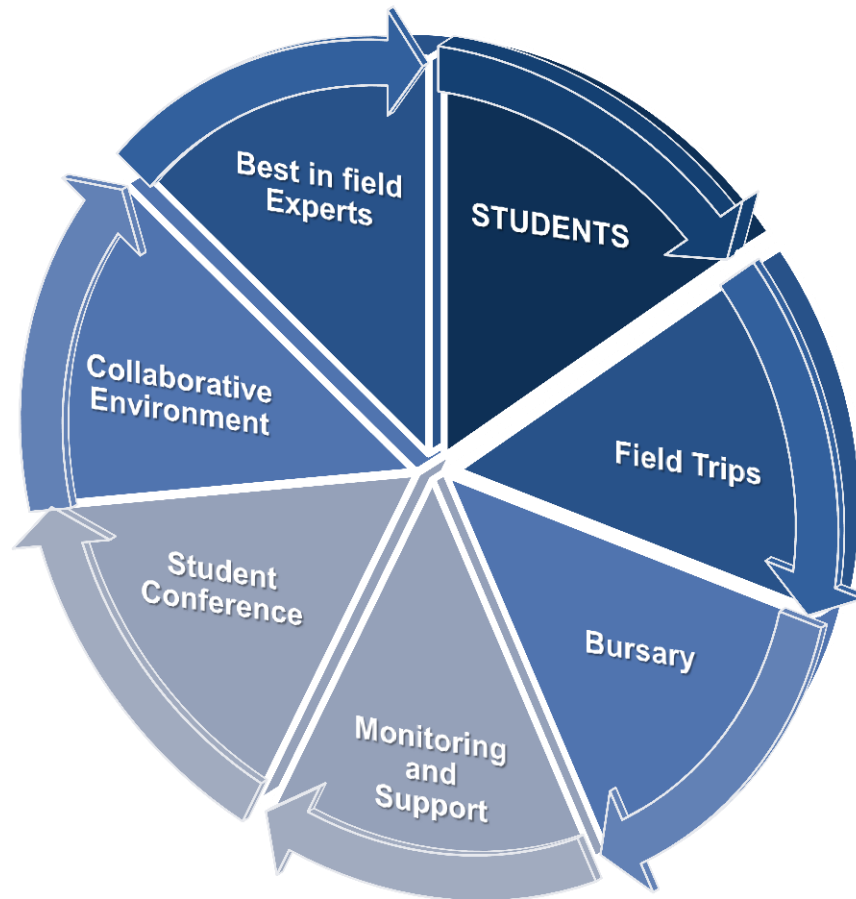 STUDENTS
Field Trips
Bursary
Monitoring
and
Support
Student
Conference
Collaborative
Environment
Best in field
Experts